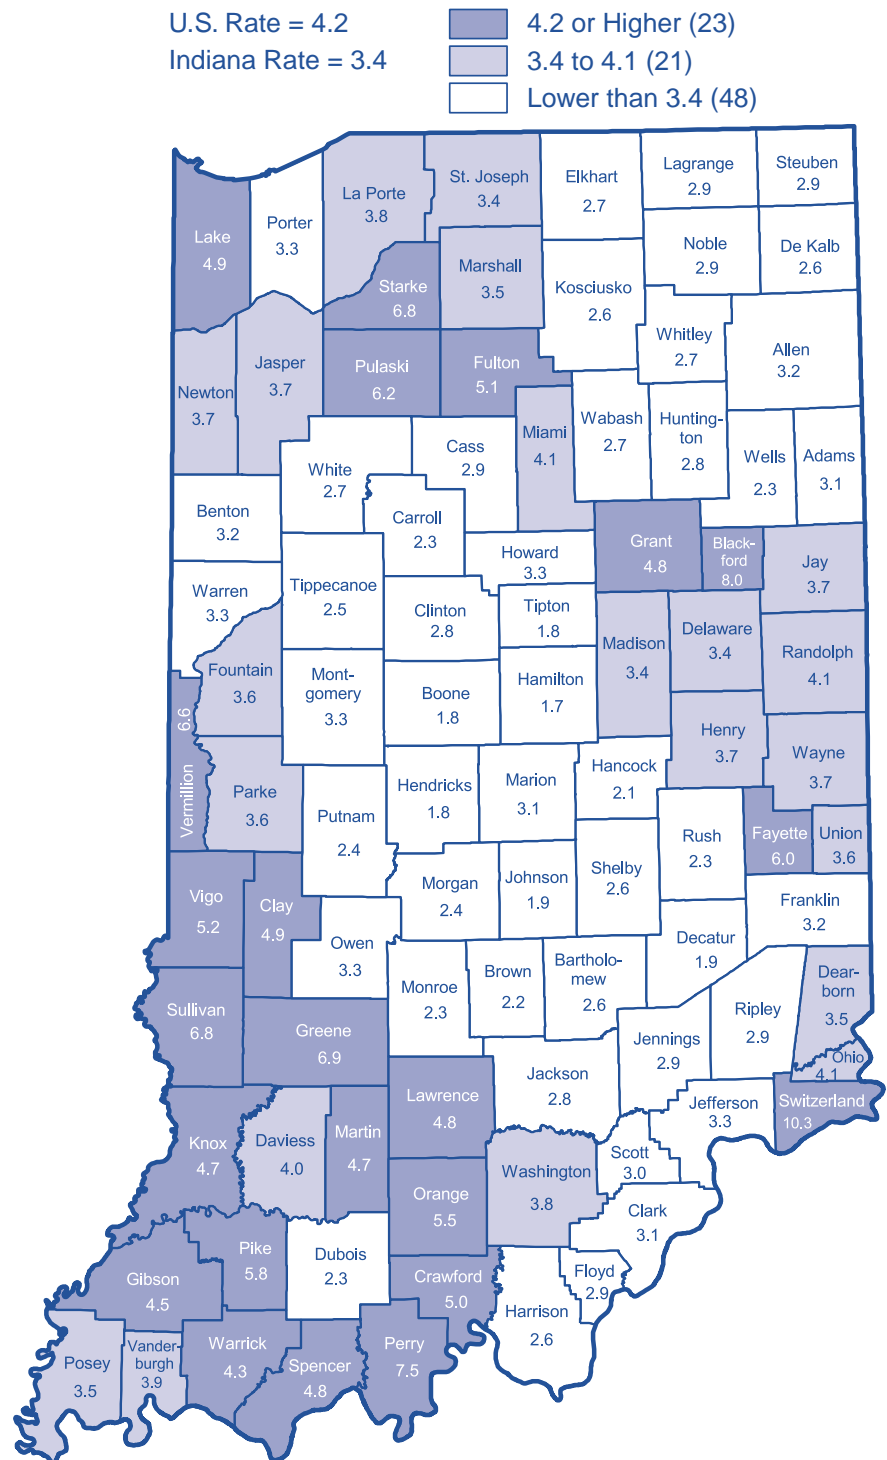 U.S. Rate = 4.2
Indiana Rate = 3.4
4.2 or Higher (23)
3.4 to 4.1 (21)
Lower than 3.4 (48)
Lake
4.9
Porter
3.3
La Porte
3.8
St. Joseph
3.4
Elkhart
2.7
Lagrange
2.9
Steuben
2.9
Noble
2.9
De Kalb
2.6
Starke
6.8
Marshall
3.5
Kosciusko
2.6
Whitley
2.7
Allen
3.2
Newton
3.7
Jasper
3.7
Pulaski
6.2
Fulton
5.1
Miami
4.1
Wabash
2.7
Hunting-
ton
2.8
Wells
2.3
Adams
3.1
White
2.7
Cass
2.9
Benton
3.2
Carroll
2.3
Howard
3.3
Grant
4.8
Black-
ford
8.0
Jay
3.7
Warren
3.3
Tippecanoe
2.5
Clinton
2.8
Tipton
1.8
Madison
3.4
Delaware
3.4
Randolph
4.1
Fountain
3.6
Mont-
gomery
3.3
Boone
1.8
Hamilton
1.7
Henry
3.7
Wayne
3.7
Vermillion
6.6
Parke
3.6
Putnam
2.4
Hendricks
1.8
Marion
3.1
Hancock
2.1
Rush
2.3
Fayette
6.0
Union
3.6
Vigo
5.2
Clay
4.9
Owen
3.3
Morgan
2.4
Johnson
1.9
Shelby
2.6
Franklin
3.2
Decatur
1.9
Sullivan
6.8
Greene
6.9
Monroe
2.3
Brown
2.2
Bartholo-
mew
2.6
Jennings
2.9
Ripley
2.9
Dear-
born
3.5
Ohio
4.1
Switzerland
10.3
Knox
4.7
Daviess
4.0
Martin
4.7
Lawrence
4.8
Jackson
2.8
Jefferson
3.3
Scott
3.0
Washington
3.8
Orange
5.5
Clark
3.1
Gibson
4.5
Pike
5.8
Dubois
2.3
Crawford
5.0
Harrison
2.6
Floyd
2.9
Posey
3.5
Vander-
burgh
3.9
Warrick
4.3
Spencer
4.8
Perry
7.5